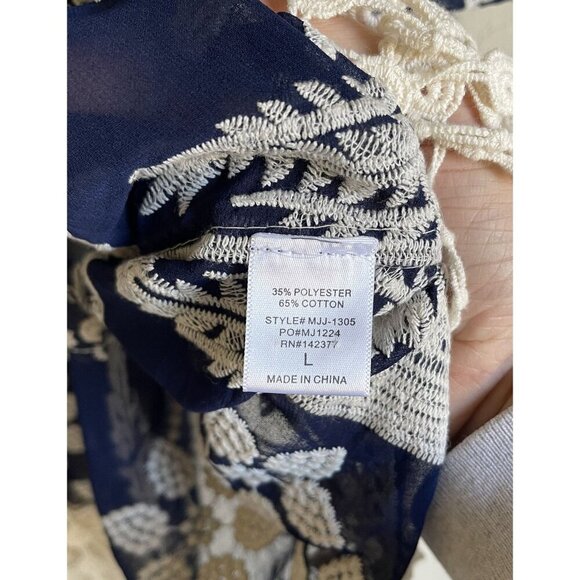 35% POLYESTER
65% COTTON
STYLE# MJJ-1305
PO#MJ1224
RN#142377
L
MADE IN CHINA